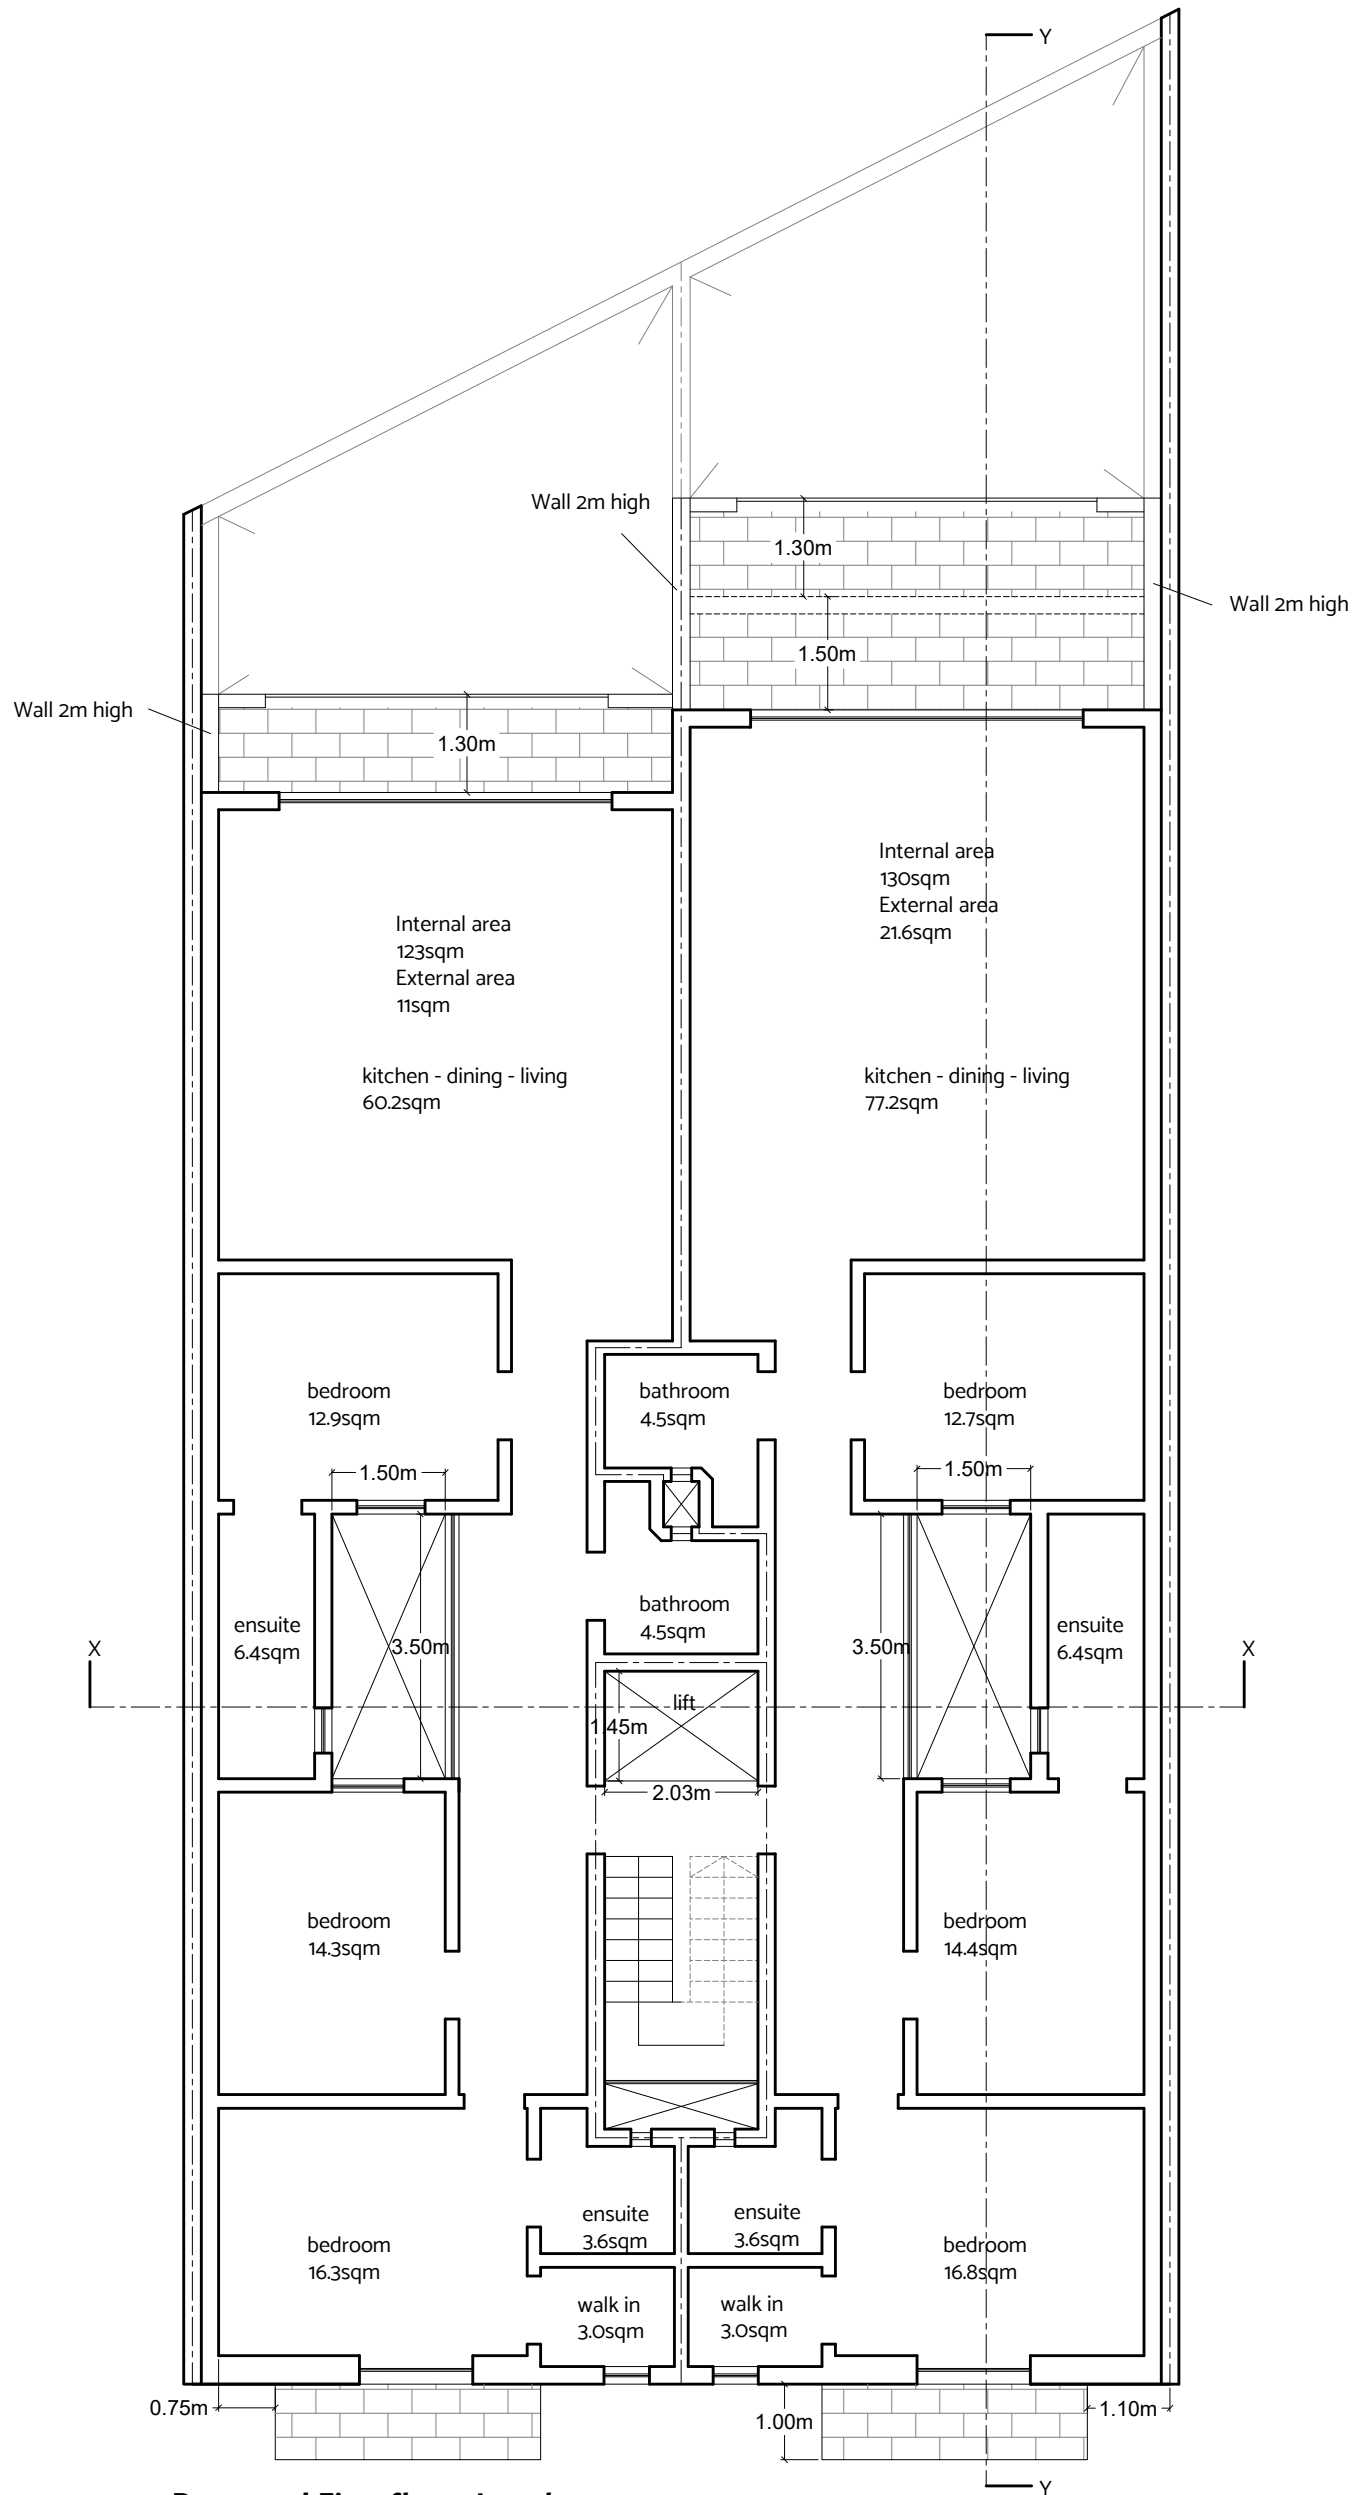 Y
Wall 2m high
1.30m
Wall 2m high
1.50m
Wall 2m high
1.30m
Internal area
130sqm
External area
21.6sqm
Internal area
123sqm
External area
11sqm
kitchen - dining - living
60.2sqm
kitchen - dining - living
77.2sqm
bedroom
12.9sqm
bathroom
4.5sqm
bedroom
12.7sqm
1.50m
1.50m
bathroom
4.5sqm
ensuite
6.4sqm
3.50m
3.50m
ensuite
6.4sqm
X
X
lift
1.45m
2.03m
bedroom
14.3sqm
bedroom
14.4sqm
ensuite
3.6sqm
ensuite
3.6sqm
bedroom
16.3sqm
bedroom
16.8sqm
walk in
3.0sqm
walk in
3.0sqm
0.75m
1.00m
1.10m
Y